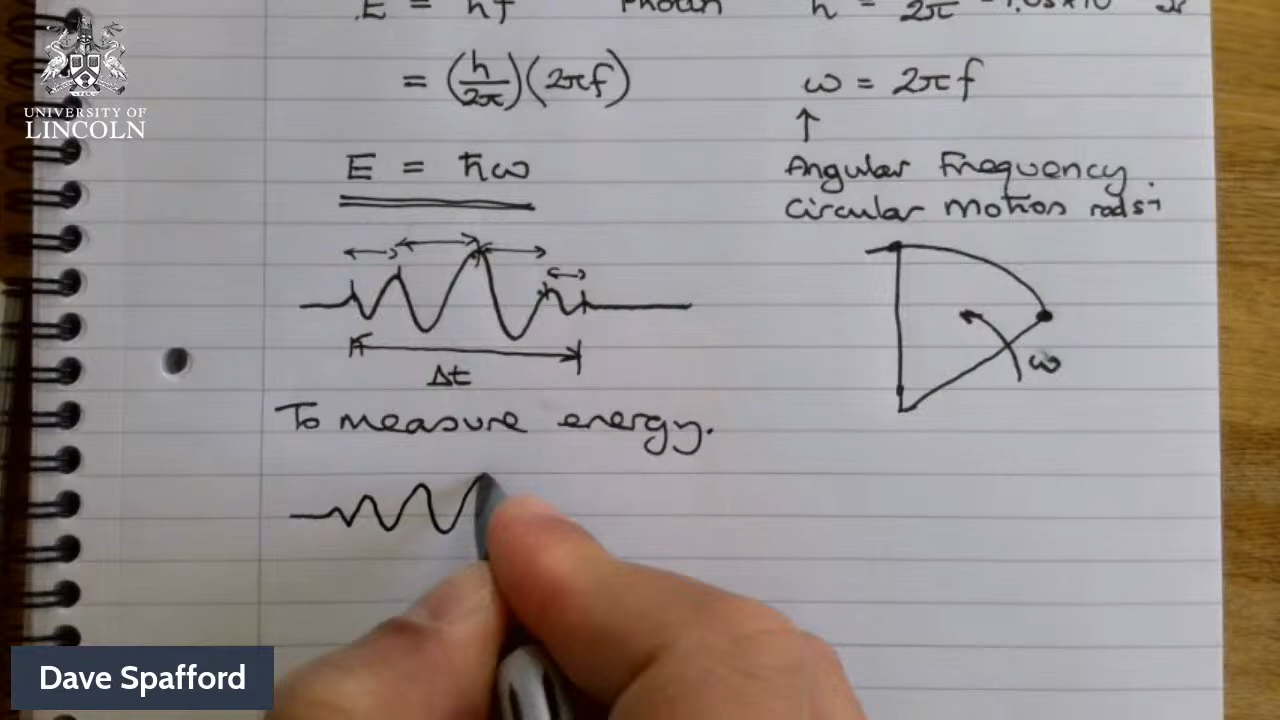 E = hf
= (h/2π)(2πf)
ω = 2πf
↑
Angular Frequency.
Circular Motion rads⁻¹
E = ħω
Δt
ω
To measure energy.
UNIVERSITY OF
LINCOLN
Dave Spafford